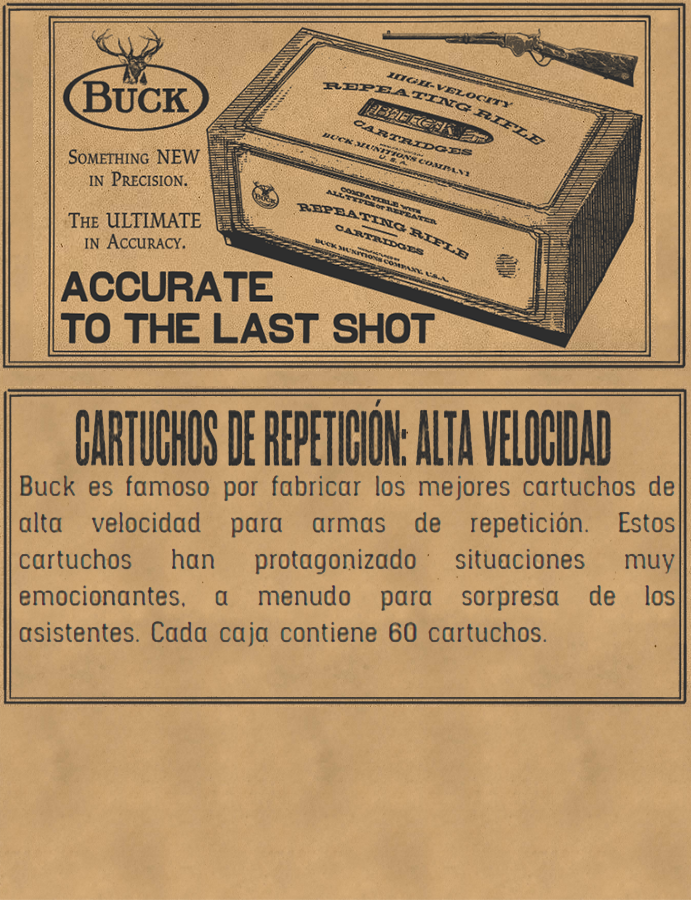 BUCK
SOMETHING NEW
IN PRECISION.
THE ULTIMATE
IN ACCURACY.
ACCURATE
TO THE LAST SHOT
HIGH-VELOCITY
REPEATING RIFLE
CARTRIDGES
BUCK MUNITIONS COMPANY
U.S.A.
BUCK
COMPATIBLE WITH
ALL TYPES OF REPEATER
REPEATING RIFLE
CARTRIDGES
BUCK MUNITIONS COMPANY, U.S.A.
CARTUCHOS DE REPETICIÓN: ALTA VELOCIDAD
Buck es famoso por fabricar los mejores cartuchos de
alta velocidad para armas de repetición. Estos
cartuchos han protagonizado situaciones muy
emocionantes, a menudo para sorpresa de los
asistentes. Cada caja contiene 60 cartuchos.